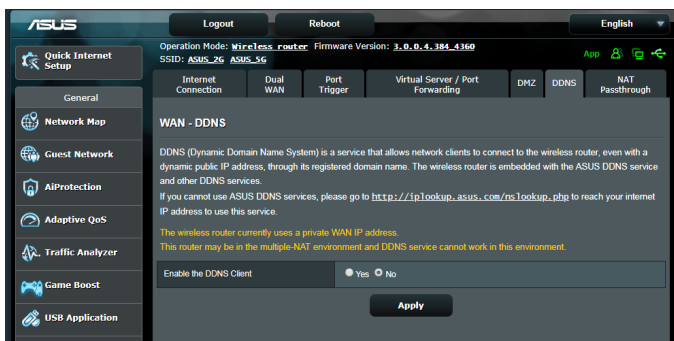 ASUS
Logout
Reboot
English
Operation Mode: Wireless router Firmware Version: 3.0.0.4.384_4360
SSID: ASUS_2G ASUS_5G
App
Quick Internet
Setup
General
Network Map
Guest Network
AiProtection
Adaptive QoS
Traffic Analyzer
Game Boost
USB Application
Internet
Connection
Dual
WAN
Port
Trigger
Virtual Server / Port
Forwarding
DMZ
DDNS
NAT
Passthrough
WAN - DDNS
DDNS (Dynamic Domain Name System) is a service that allows network clients to connect to the wireless router, even with a
dynamic public IP address, through its registered domain name. The wireless router is embedded with the ASUS DDNS service
and other DDNS services.
If you cannot use ASUS DDNS services, please go to http://iplookup.asus.com/nslookup.php to reach your internet
IP address to use this service.
The wireless router currently uses a private WAN IP
address.
This router may be in the multiple-NAT environment and DDNS service cannot work in this environment.
Enable the DDNS Client
Yes
No
Apply